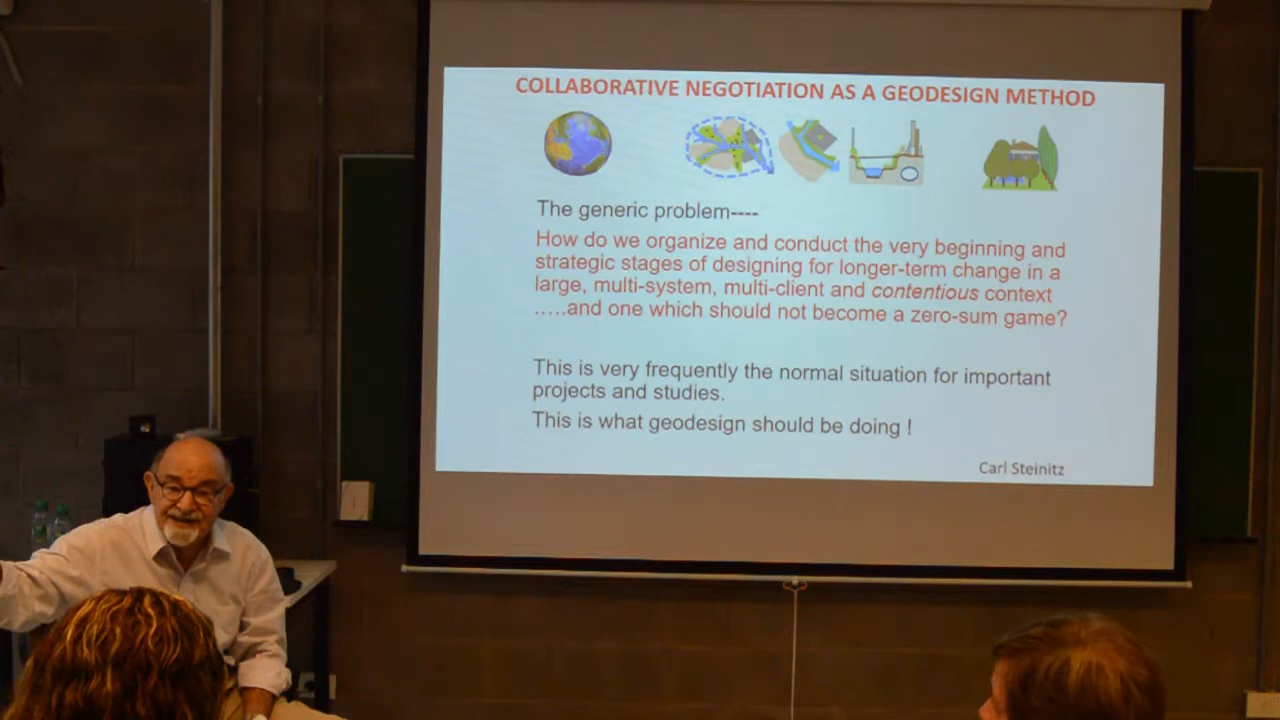 COLLABORATIVE NEGOTIATION AS A GEODESIGN METHOD
The generic problem----
How do we organize and conduct the very beginning and
strategic stages of designing for longer-term change in a
large, multi-system, multi-client and contentious context
.....and one which should not become a zero-sum game?
This is very frequently the normal situation for important
projects and studies.
This is what geodesign should be doing !
Carl Steinitz